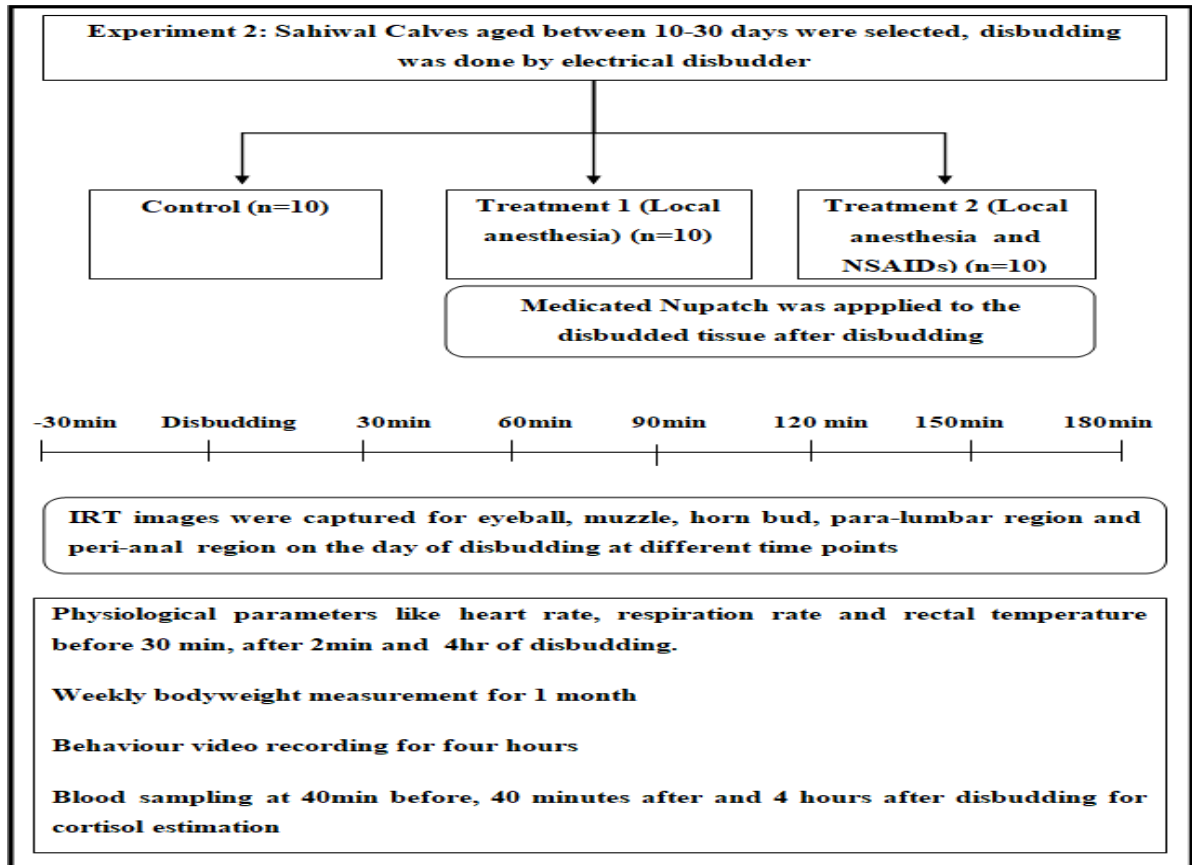 Experiment 2: Sahiwal Calves aged between 10-30 days were selected, disbudding
was done by electrical disbudder
Control (n=10)
Treatment 1 (Local
anesthesia) (n=10)
Treatment 2 (Local
anesthesia and
NSAIDs) (n=10)
Medicated Nupatch was appplied to the
disbudded tissue after disbudding
-30min Disbudding 30min 60min 90min 120 min 150min 180min
IRT images were captured for eyeball, muzzle, horn bud, para-lumbar region and
peri-anal region on the day of disbudding at different time points
Physiological parameters like heart rate, respiration rate and rectal temperature
before 30 min, after 2min and 4hr of disbudding.
Weekly bodyweight measurement for 1 month
Behaviour video recording for four hours
Blood sampling at 40min before, 40 minutes after and 4 hours after disbudding for
cortisol estimation